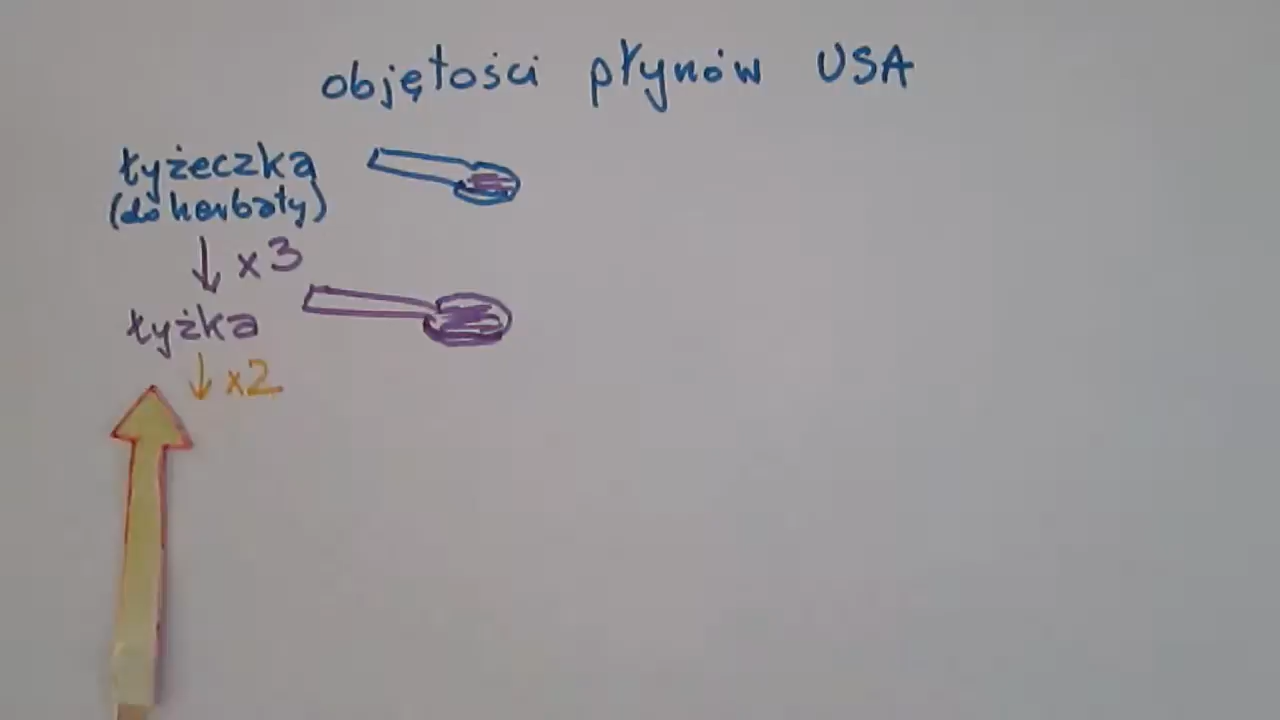 objętości płynów USA
łyżeczka
(do herbaty)
↓ x3
łyżka
↓ x2